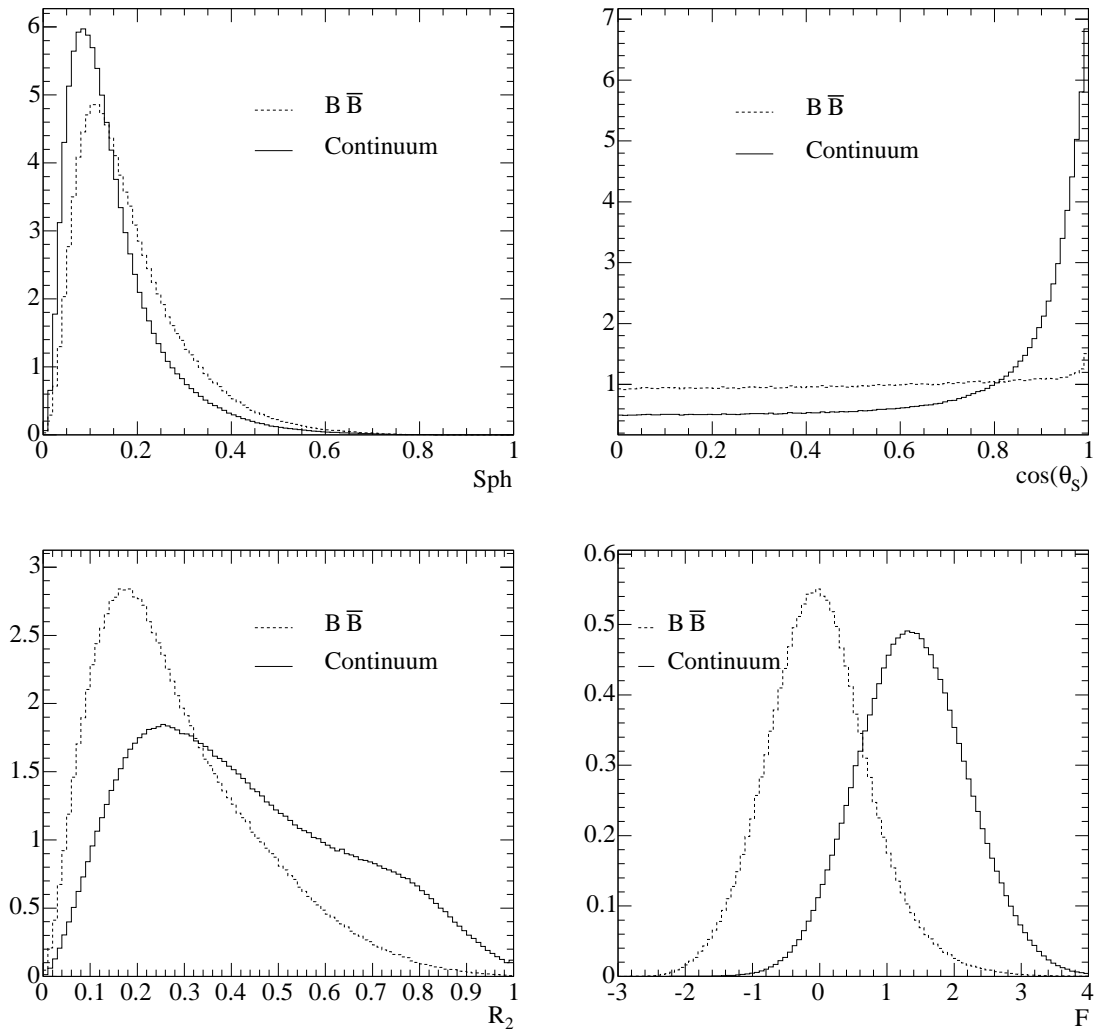 6
5
4
3
2
1
0
0 0.2 0.4 0.6 0.8 1
Sph
B B̅
Continuum
7
6
5
4
3
2
1
0 0.2 0.4 0.6 0.8 1
cos(θS)
B B̅
Continuum
3
2.5
2
1.5
1
0.5
0
0 0.1 0.2 0.3 0.4 0.5 0.6 0.7 0.8 0.9 1
R2
B B̅
Continuum
0.6
0.5
0.4
0.3
0.2
0.1
0
-3 -2 -1 0 1 2 3 4
F
B B̅
Continuum